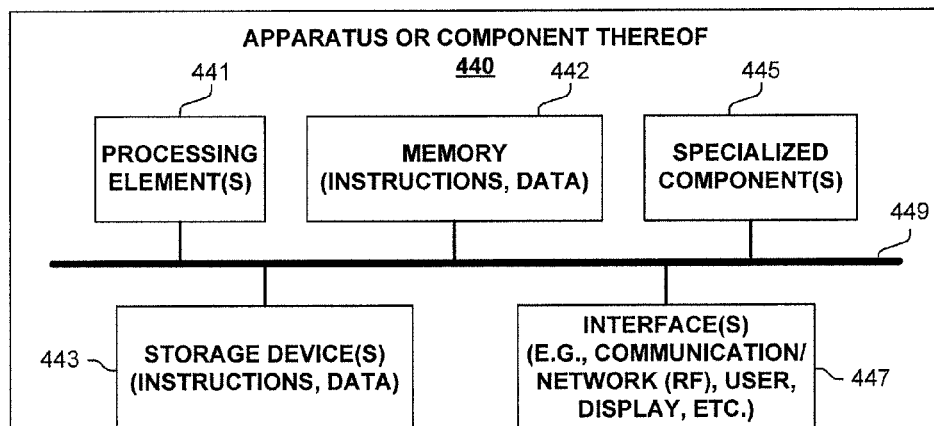 APPARATUS OR COMPONENT THEREOF
440
441
442
445
PROCESSING
ELEMENT(S)
MEMORY
(INSTRUCTIONS, DATA)
SPECIALIZED
COMPONENT(S)
449
443
STORAGE DEVICE(S)
(INSTRUCTIONS, DATA)
INTERFACE(S)
(E.G., COMMUNICATION/
NETWORK (RF), USER,
DISPLAY, ETC.)
447